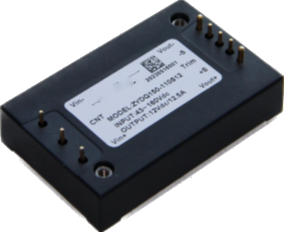 Vin-
CNT
MODEL:ZYDQ150-110S12
INPUT:43~160Vdc
OUTPUT:12Vdc/12.5A
Vin+
Vout-
-S
Trim
+S
Vout+